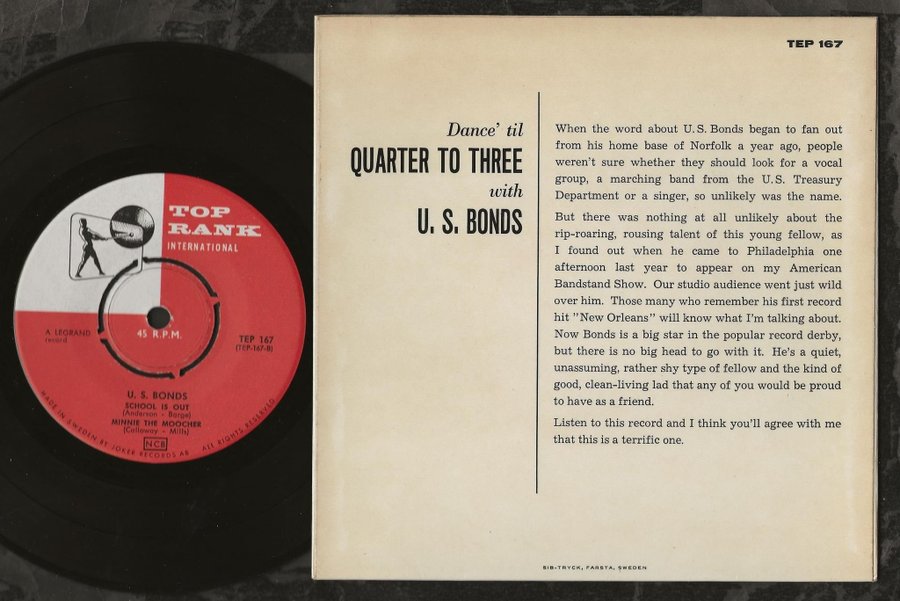 TOP
RANK
INTERNATIONAL
45 R.P.M.
A LEGRAND
record
TEP 167
(TEP-167-B)
U. S. BONDS
SCHOOL IS OUT
(Anderson - Barge)
MINNIE THE MOOCHER
(Calloway - Mills)
NCB
MADE IN SWEDEN BY JOKER RECORDS AB ALL RIGHTS RESERVED
TEP 167
Dance' til
QUARTER TO THREE
with
U. S. BONDS
When the word about U. S. Bonds began to fan out
from his home base of Norfolk a year ago, people
weren't sure whether they should look for a vocal
group, a marching band from the U. S. Treasury
Department or a singer, so unlikely was the name.
But there was nothing at all unlikely about the
rip-roaring, rousing talent of this young fellow, as
I found out when he came to Philadelphia one
afternoon last year to appear on my American
Bandstand Show. Our studio audience went just wild
over him. Those many who remember his first record
hit "New Orleans" will know what I'm talking about.
Now Bonds is a big star in the popular record derby,
but there is no big head to go with it. He's a quiet,
unassuming, rather shy type of fellow and the kind of
good, clean-living lad that any of you would be proud
to have as a friend.
Listen to this record and I think you'll agree with me
that this is a terrific one.
SIB-TRYCK, FARSTA, SWEDEN